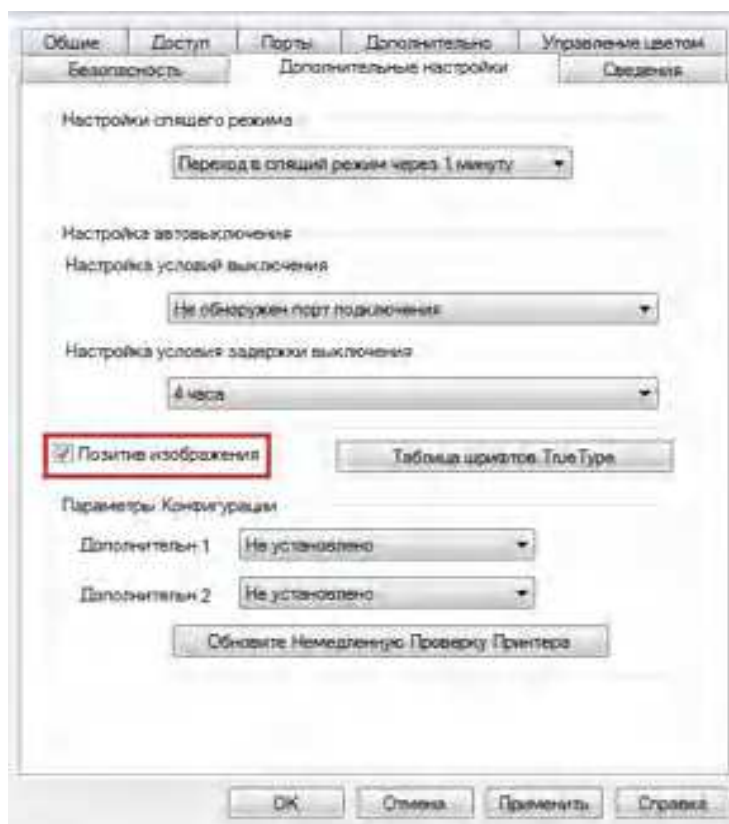 Общие Доступ Порты Дополнительно Управление цветом
Безопасность Дополнительные настройки Сведения
Настройки спящего режима
Переход в спящий режим через 1 минуту
Настройка автовыключения
Настройка условий выключения
Не обнаружен порт подключения
Настройка условия задержки выключения
4 часа
Позитив изображения Таблица шрифтов TrueType
Параметры Конфигурации
Дополнительн 1 Не установлено
Дополнительн 2 Не установлено
Обновите Немедленную Проверку Принтера
OK Отмена Применить Справка